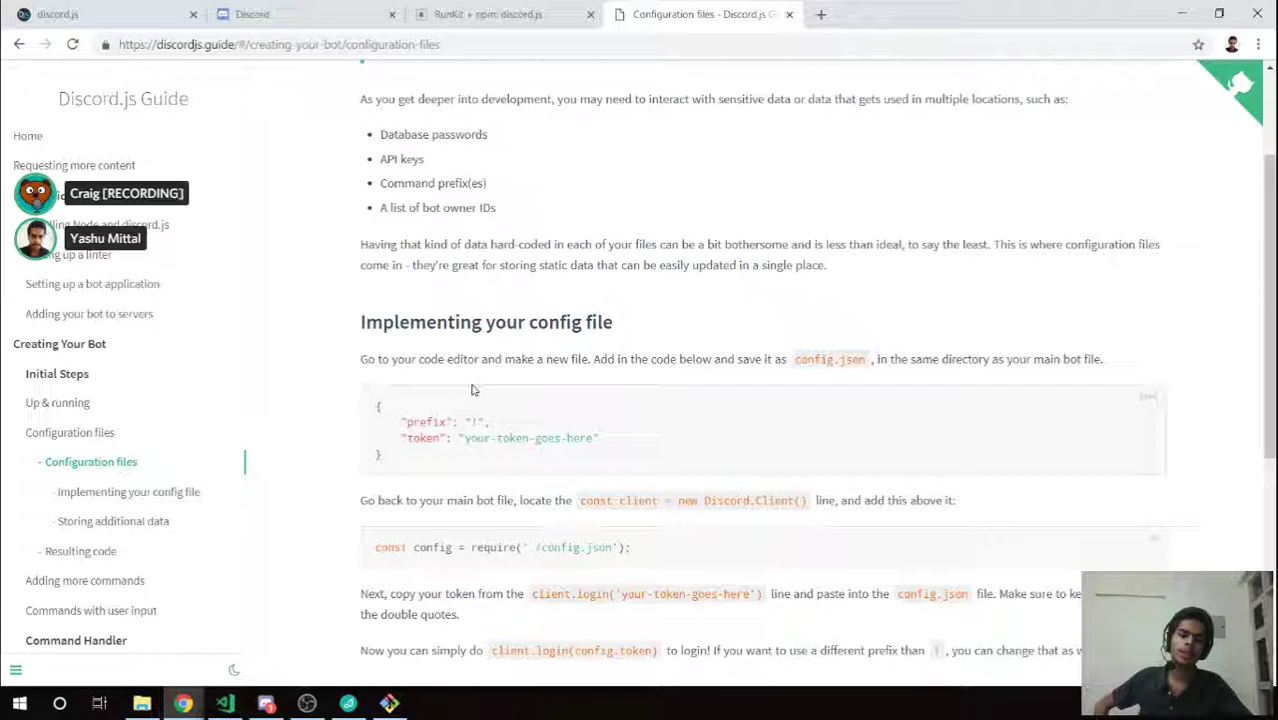 discord.js
Discord
RunKit + npm: discord.js
Configuration files - Discord.js G
https://discordjs.guide/#/creating-your-bot/configuration-files
Discord.js Guide
Home
Requesting more content
Craig [RECORDING]
lling Node and discord.js
Yashu Mittal
ng up a linter
Setting up a bot application
Adding your bot to servers
Creating Your Bot
Initial Steps
Up & running
Configuration files
- Configuration files
- Implementing your config file
- Storing additional data
- Resulting code
Adding more commands
Commands with user input
Command Handler
As you get deeper into development, you may need to interact with sensitive data or data that gets used in multiple locations, such as:
• Database passwords
• API keys
• Command prefix(es)
• A list of bot owner IDs
Having that kind of data hard-coded in each of your files can be a bit bothersome and is less than ideal, to say the least. This is where configuration files
come in - they're great for storing static data that can be easily updated in a single place.
Implementing your config file
Go to your code editor and make a new file. Add in the code below and save it as config.json, in the same directory as your main bot file.
{
"prefix": "!",
"token": "your-token-goes-here"
}
Go back to your main bot file, locate the const client = new Discord.Client() line, and add this above it:
const config = require('./config.json');
Next, copy your token from the client.login('your-token-goes-here') line and paste into the config.json file. Make sure to ke
the double quotes.
Now you can simply do client.login(config.token) to login! If you want to use a different prefix than !, you can change that as w